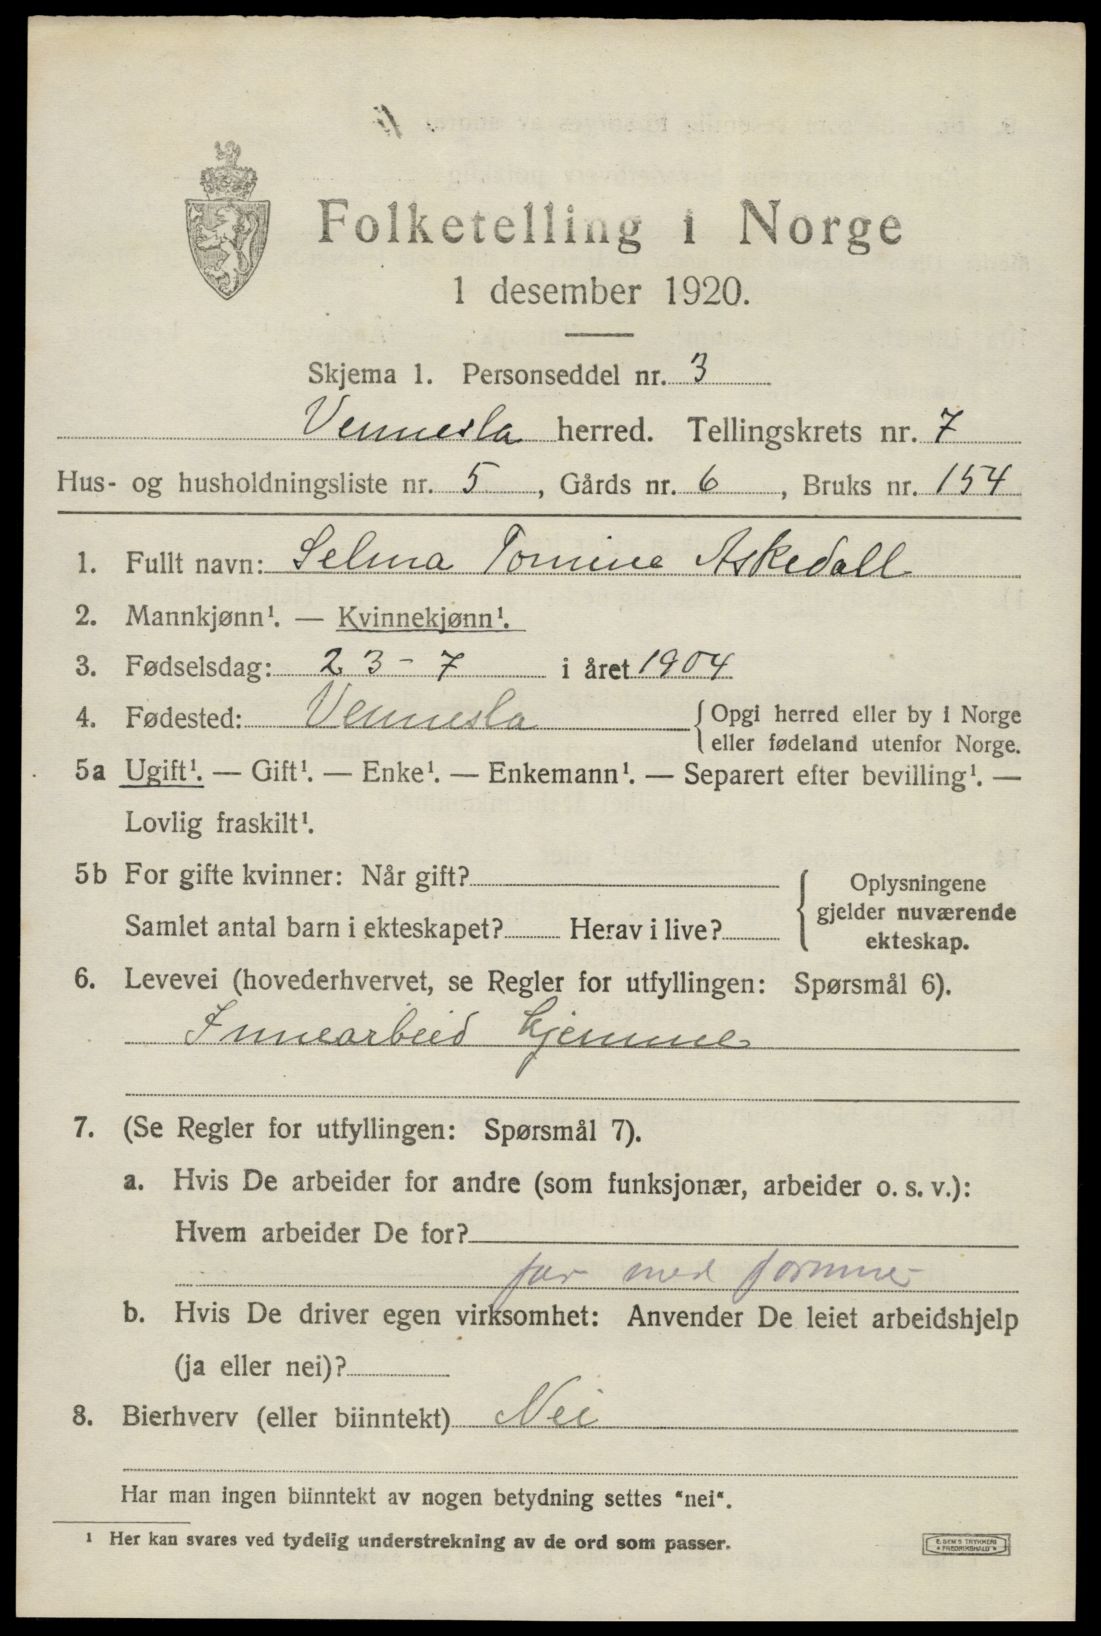 Folketelling i Norge
1 desember 1920.
Skjema 1. Personseddel nr. 3
Vennesla herred. Tellingskrets nr. 7
Hus- og husholdningsliste nr. 5, Gårds nr. 6, Bruks nr. 154
1. Fullt navn: Selma Tomine Askedall
2. Mannkjønn¹. — Kvinnekjønn¹.
3. Fødselsdag: 23-7 i året 1904
4. Fødested: Vennesla {Opgi herred eller by i Norge
eller fødeland utenfor Norge.
5a Ugift¹. — Gift¹. — Enke¹. — Enkemann¹. — Separert efter bevilling¹. —
Lovlig fraskilt¹.
5b For gifte kvinner: Når gift?
Samlet antal barn i ekteskapet? Herav i live?
{Oplysningene
gjelder nuværende
ekteskap.
6. Levevei (hovederhvervet, se Regler for utfyllingen: Spørsmål 6).
Innearbeid hjemme
7. (Se Regler for utfyllingen: Spørsmål 7).
a. Hvis De arbeider for andre (som funksjonær, arbeider o. s. v.):
Hvem arbeider De for?
far med
b. Hvis De driver egen virksomhet: Anvender De leiet arbeidshjelp
(ja eller nei)?
8. Bierhverv (eller biinntekt) Nei
Har man ingen biinntekt av nogen betydning settes "nei".
¹ Her kan svares ved tydelig understrekning av de ord som passer.
E. SEM'S TRYKKERI
FREDRIKSHALD